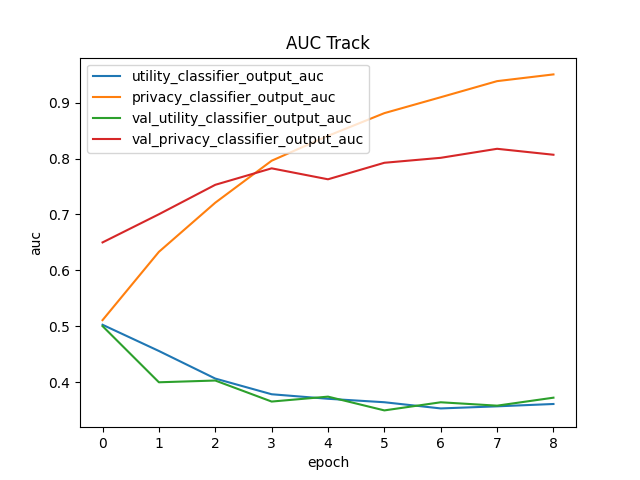 AUC Track
utility_classifier_output_auc
privacy_classifier_output_auc
val_utility_classifier_output_auc
val_privacy_classifier_output_auc
0.9
0.8
0.7
0.6
0.5
0.4
auc
0 1 2 3 4 5 6 7 8
epoch